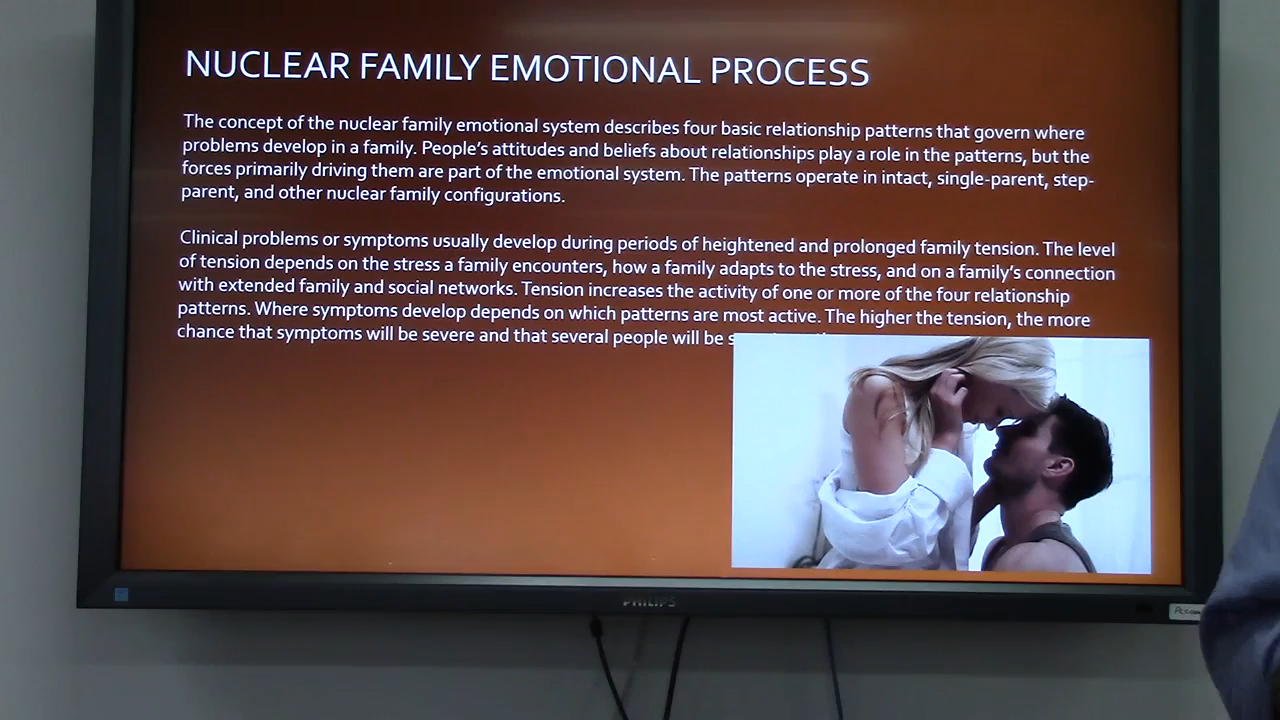 NUCLEAR FAMILY EMOTIONAL PROCESS
The concept of the nuclear family emotional system describes four basic relationship patterns that govern where
problems develop in a family. People's attitudes and beliefs about relationships play a role in the patterns, but the
forces primarily driving them are part of the emotional system. The patterns operate in intact, single-parent, step-
parent, and other nuclear family configurations.
Clinical problems or symptoms usually develop during periods of heightened and prolonged family tension. The level
of tension depends on the stress a family encounters, how a family adapts to the stress, and on a family's connection
with extended family and social networks. Tension increases the activity of one or more of the four relationship
patterns. Where symptoms develop depends on which patterns are most active. The higher the tension, the more
chance that symptoms will be severe and that several people will be
PHILIPS